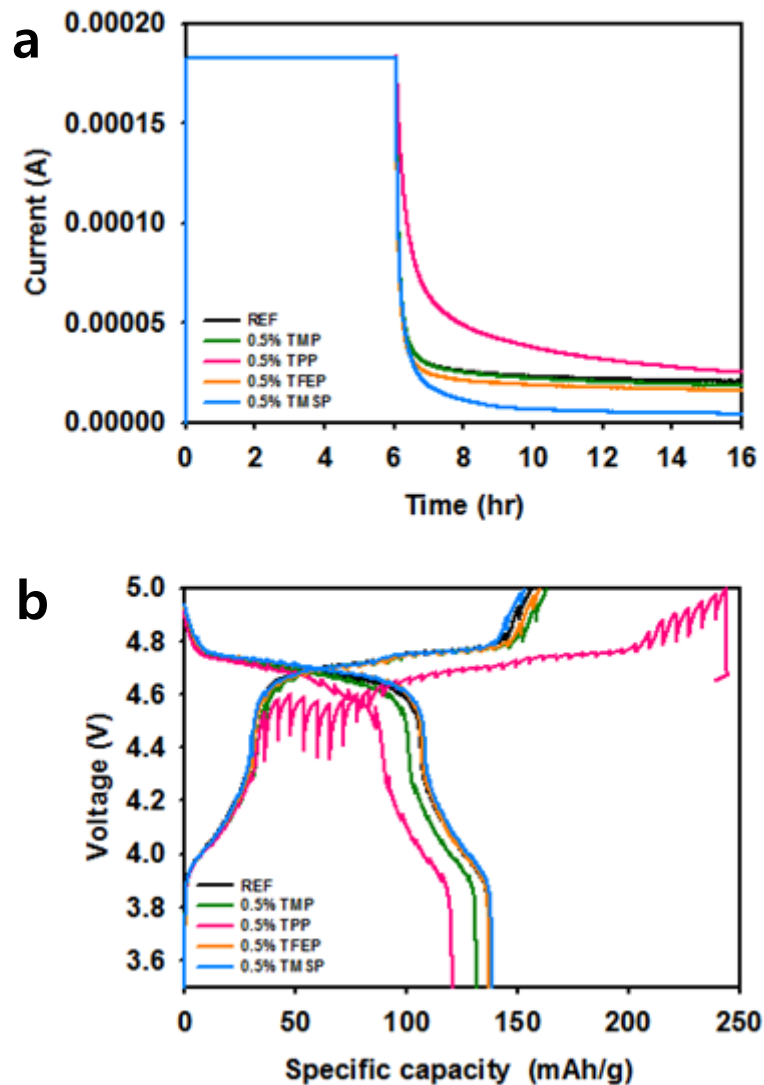 a
0.00020
0.00015
0.00010
0.00005
0.00000
Current (A)
REF
0.5% TMP
0.5% TPP
0.5% TFEP
0.5% TMSP
0 2 4 6 8 10 12 14 16
Time (hr)
b
5.0
4.8
4.6
4.4
4.2
4.0
3.8
3.6
Voltage (V)
REF
0.5% TMP
0.5% TPP
0.5% TFEP
0.5% TMSP
0 50 100 150 200 250
Specific capacity (mAh/g)